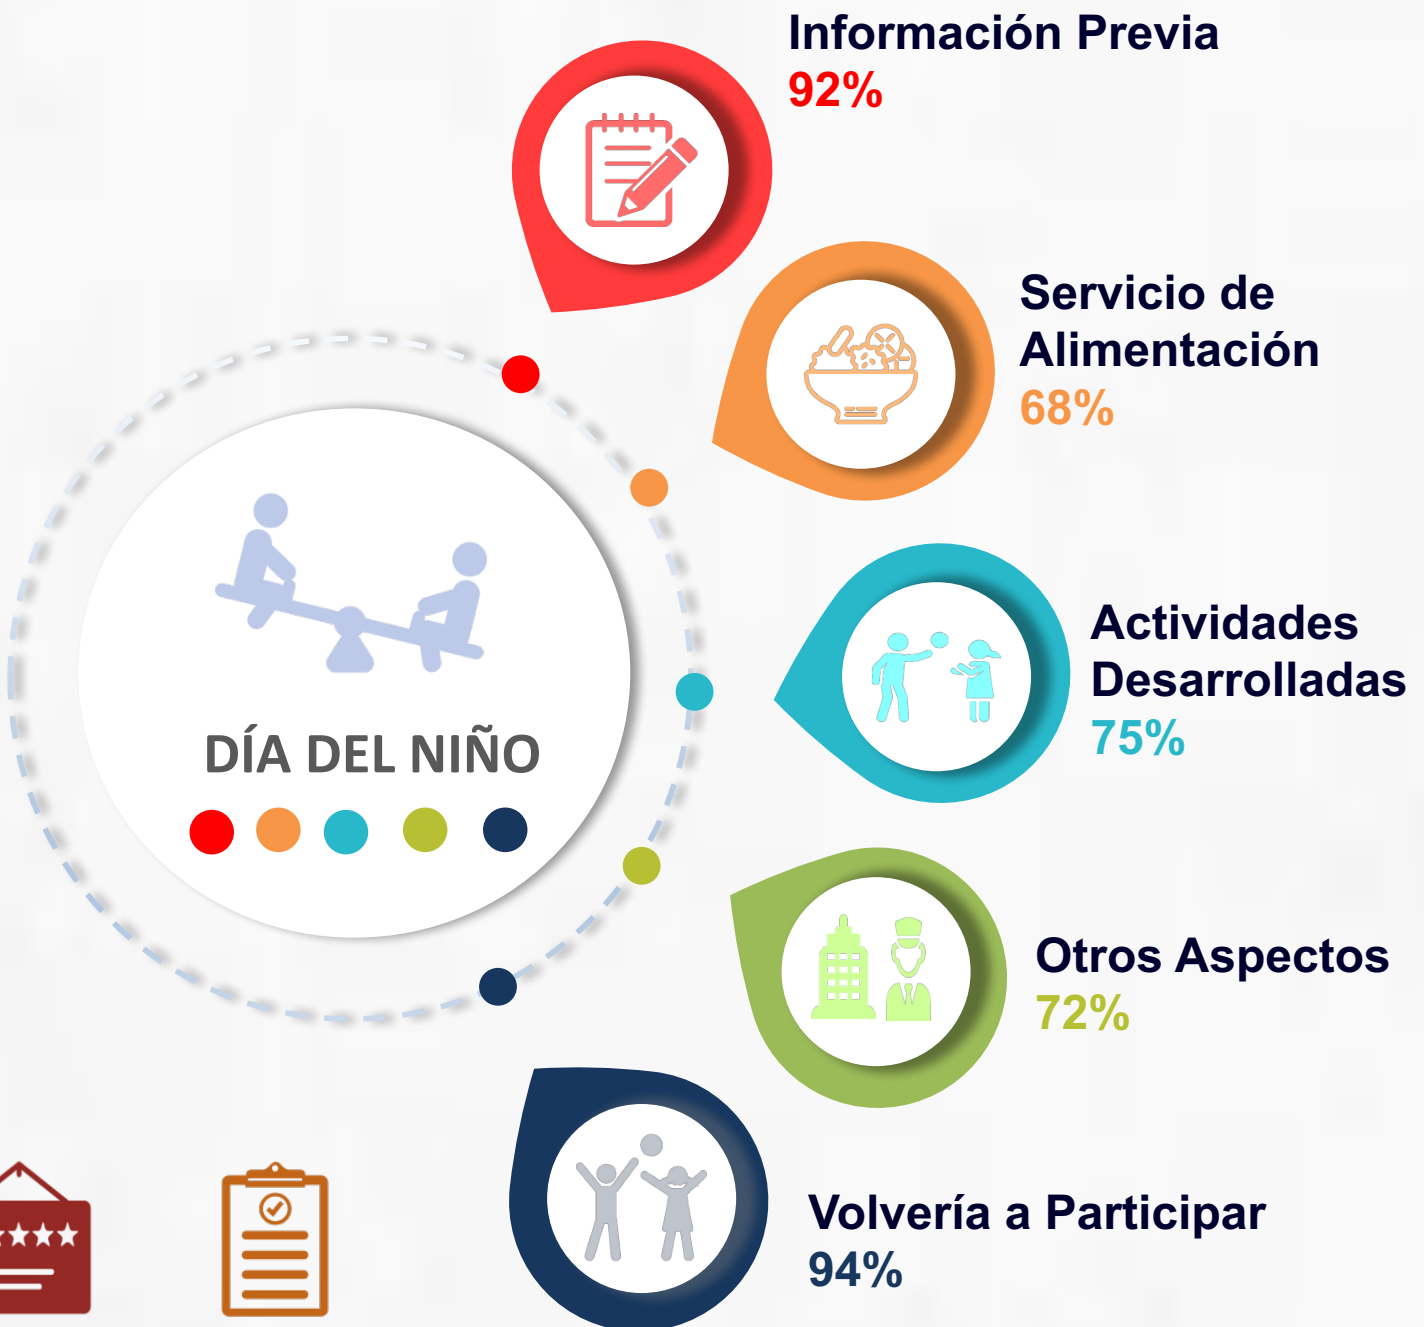 Información Previa
92%
Servicio de
Alimentación
68%
Actividades
Desarrolladas
75%
DÍA DEL NIÑO
Otros Aspectos
72%
Volvería a Participar
94%